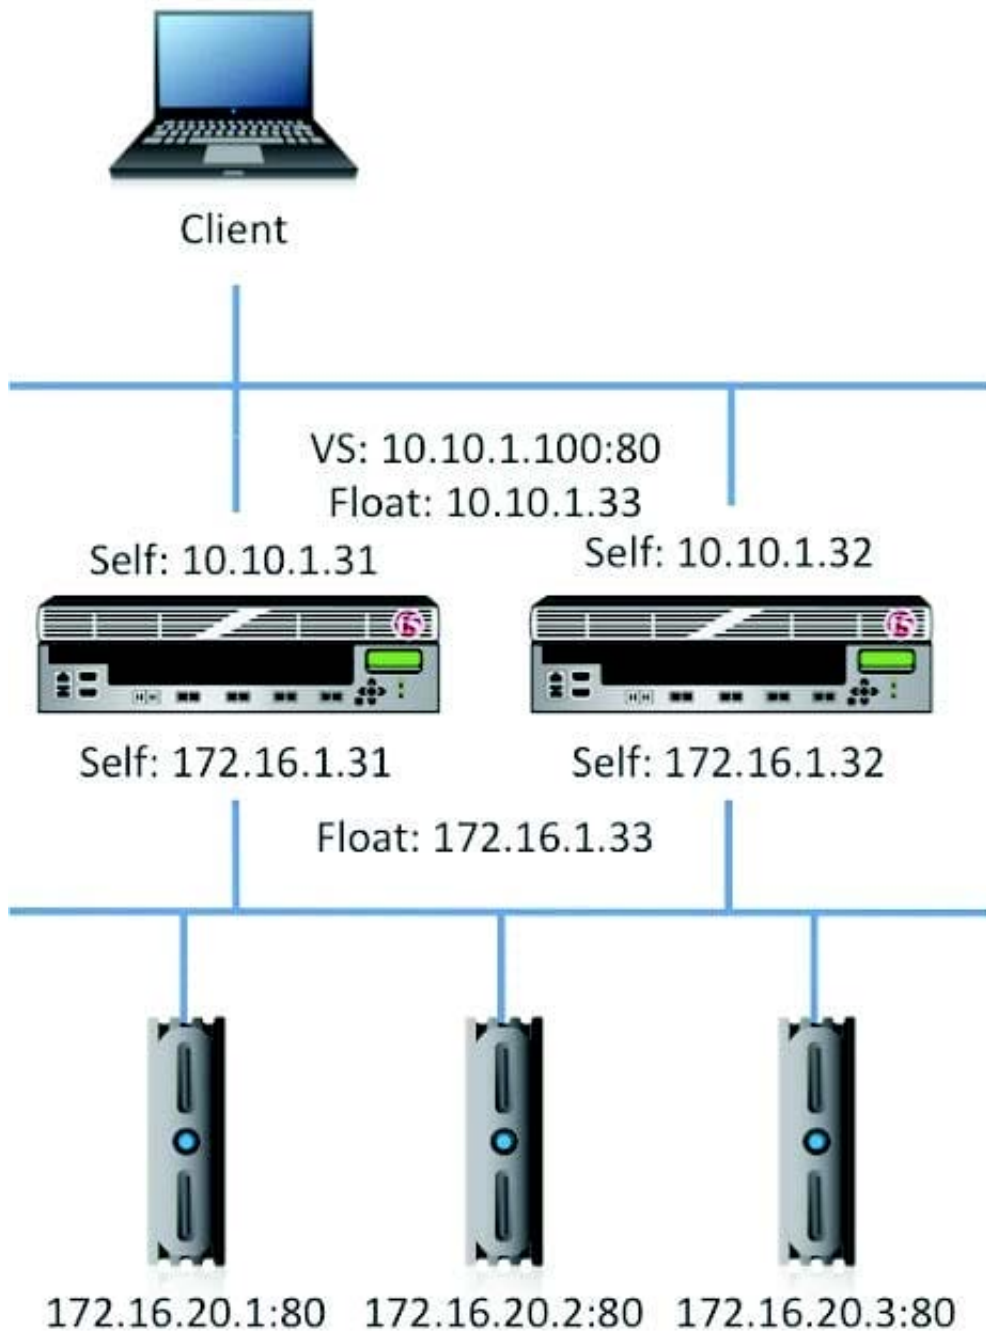 Client
VS: 10.10.1.100:80
Float: 10.10.1.33
Self: 10.10.1.31
Self: 10.10.1.32
f5
f5
Self: 172.16.1.31
Self: 172.16.1.32
Float: 172.16.1.33
172.16.20.1:80
172.16.20.2:80
172.16.20.3:80